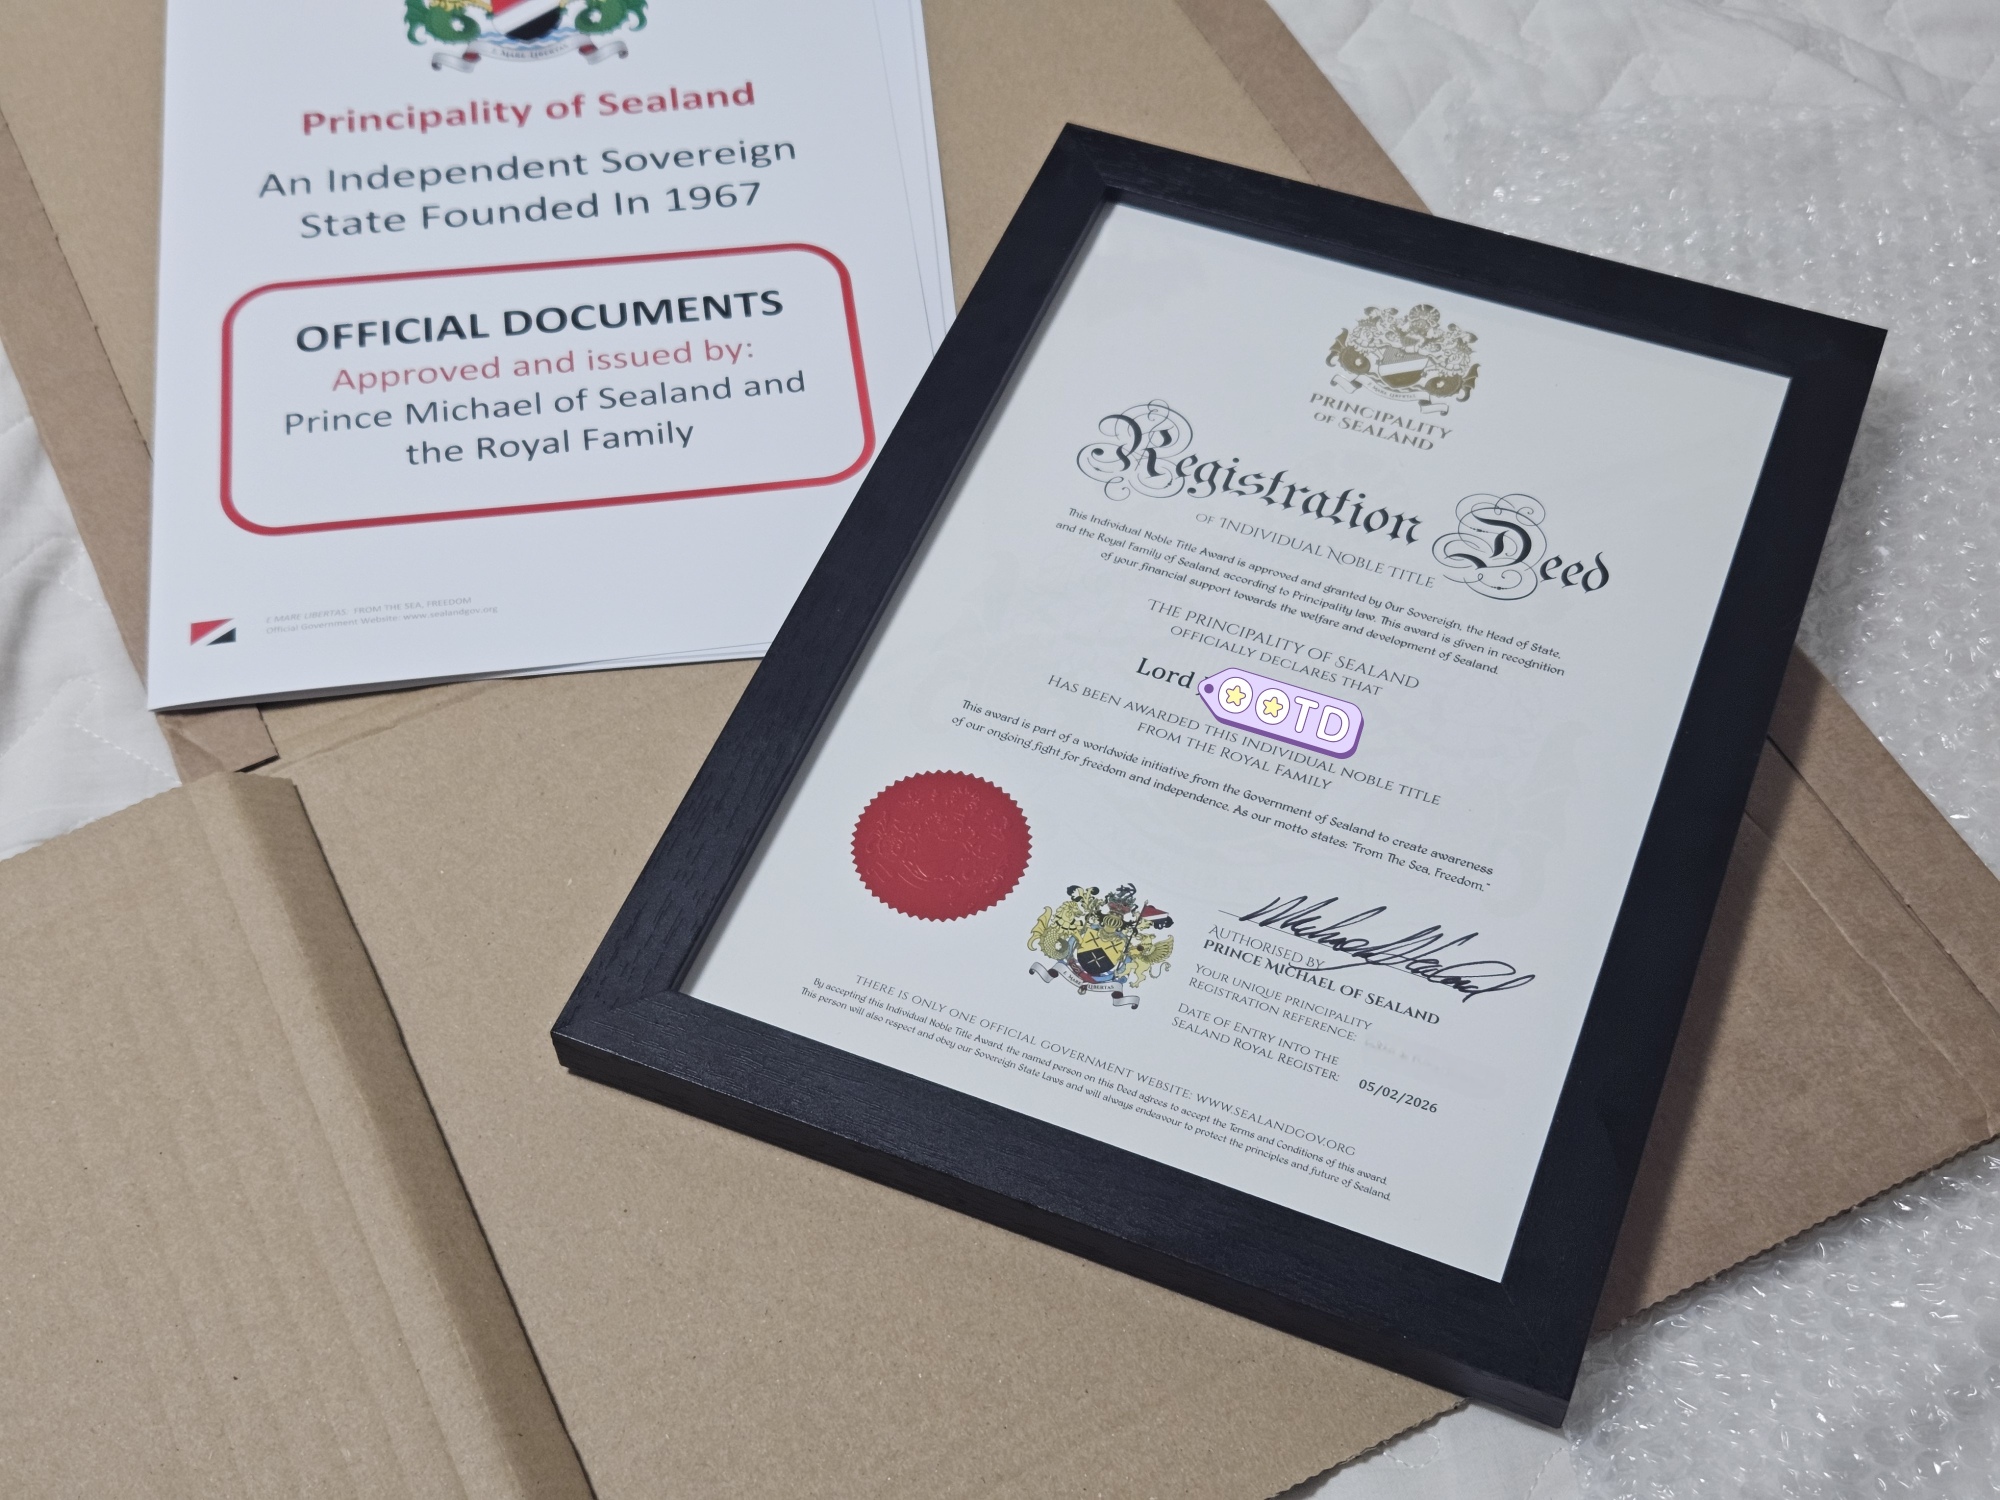 E MARE LIBERTAS
Principality of Sealand
An Independent Sovereign
State Founded In 1967
OFFICIAL DOCUMENTS
Approved and issued by:
Prince Michael of Sealand and
the Royal Family
E MARE LIBERTAS: FROM THE SEA, FREEDOM
Official Government Website: www.sealandgov.org
PRINCIPALITY
OF SEALAND
Registration Deed
OF INDIVIDUAL NOBLE TITLE
This Individual Noble Title Award is approved and granted by Our Sovereign, the Head of State,
and the Royal Family of Sealand, according to Principality law. This award is given in recognition
of your financial support towards the welfare and development of Sealand.
THE PRINCIPALITY OF SEALAND
OFFICIALLY DECLARES THAT
Lord
OOTD
HAS BEEN AWARDED THIS INDIVIDUAL NOBLE TITLE
FROM THE ROYAL FAMILY
This award is part of a worldwide initiative from the Government of Sealand to create awareness
of our ongoing fight for freedom and independence. As our motto states: "From The Sea, Freedom."
Michael of Sealand
AUTHORISED BY
PRINCE MICHAEL OF SEALAND
YOUR UNIQUE PRINCIPALITY
REGISTRATION REFERENCE:
DATE OF ENTRY INTO THE
SEALAND ROYAL REGISTER:
05/02/2026
E MARE LIBERTAS
THERE IS ONLY ONE OFFICIAL GOVERNMENT WEBSITE: WWW.SEALANDGOV.ORG
By accepting this Individual Noble Title Award, the named person on this Deed agrees to accept the Terms and Conditions of this award.
This person will also respect and obey our Sovereign State Laws and will always endeavour to protect the principles and future of Sealand.